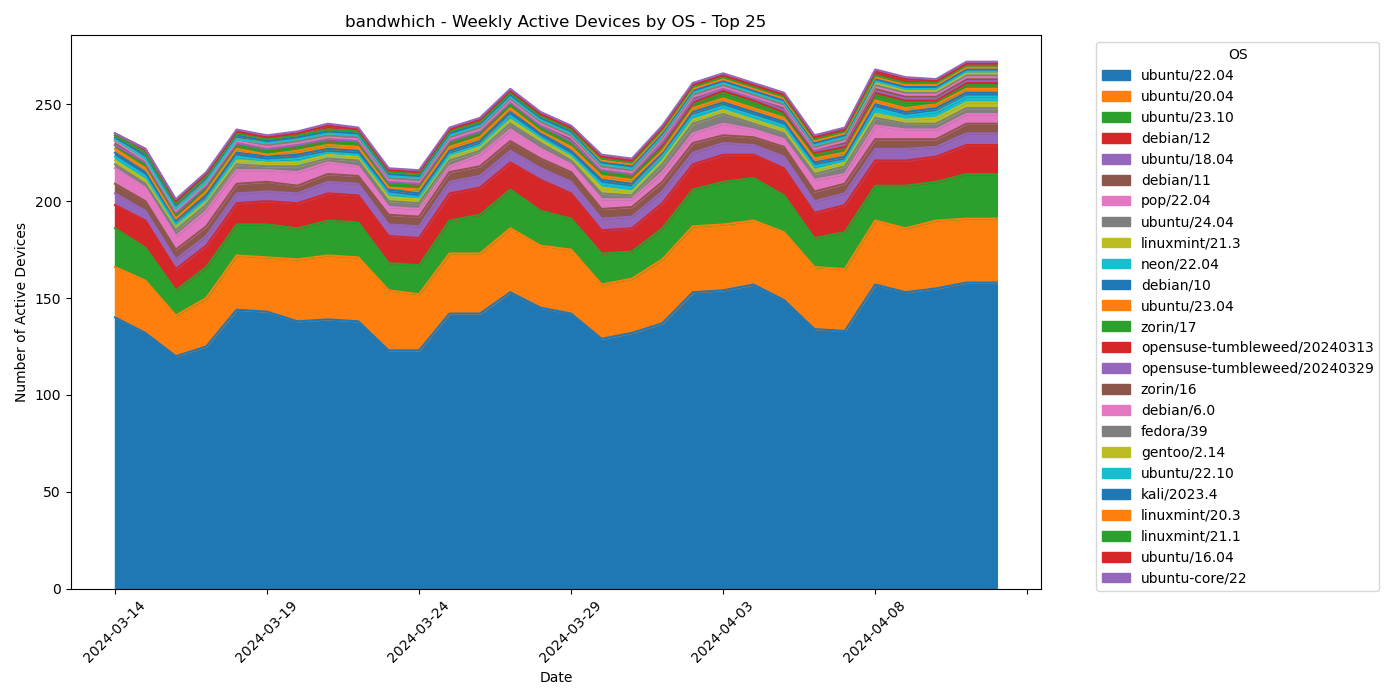 bandwhich - Weekly Active Devices by OS - Top 25
Number of Active Devices
250
200
150
100
50
0
2024-03-14
2024-03-19
2024-03-24
2024-03-29
2024-04-03
2024-04-08
Date
OS
ubuntu/22.04
ubuntu/20.04
ubuntu/23.10
debian/12
ubuntu/18.04
debian/11
pop/22.04
ubuntu/24.04
linuxmint/21.3
neon/22.04
debian/10
ubuntu/23.04
zorin/17
opensuse-tumbleweed/20240313
opensuse-tumbleweed/20240329
zorin/16
debian/6.0
fedora/39
gentoo/2.14
ubuntu/22.10
kali/2023.4
linuxmint/20.3
linuxmint/21.1
ubuntu/16.04
ubuntu-core/22